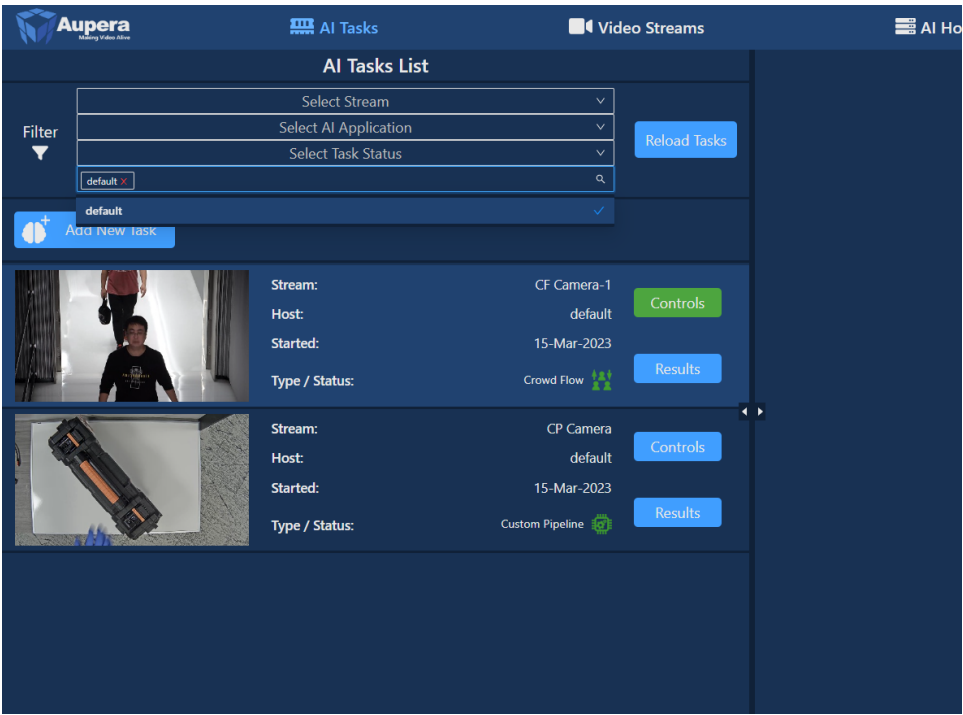 Aupera
Making Video Alive
AI Tasks
Video Streams
AI Ho
AI Tasks List
Filter
Select Stream
Select AI Application
Select Task Status
default
default
Reload Tasks
Add New Task
Stream: CF Camera-1
Host: default
Started: 15-Mar-2023
Type / Status: Crowd Flow
Controls
Results
Stream: CP Camera
Host: default
Started: 15-Mar-2023
Type / Status: Custom Pipeline
Controls
Results